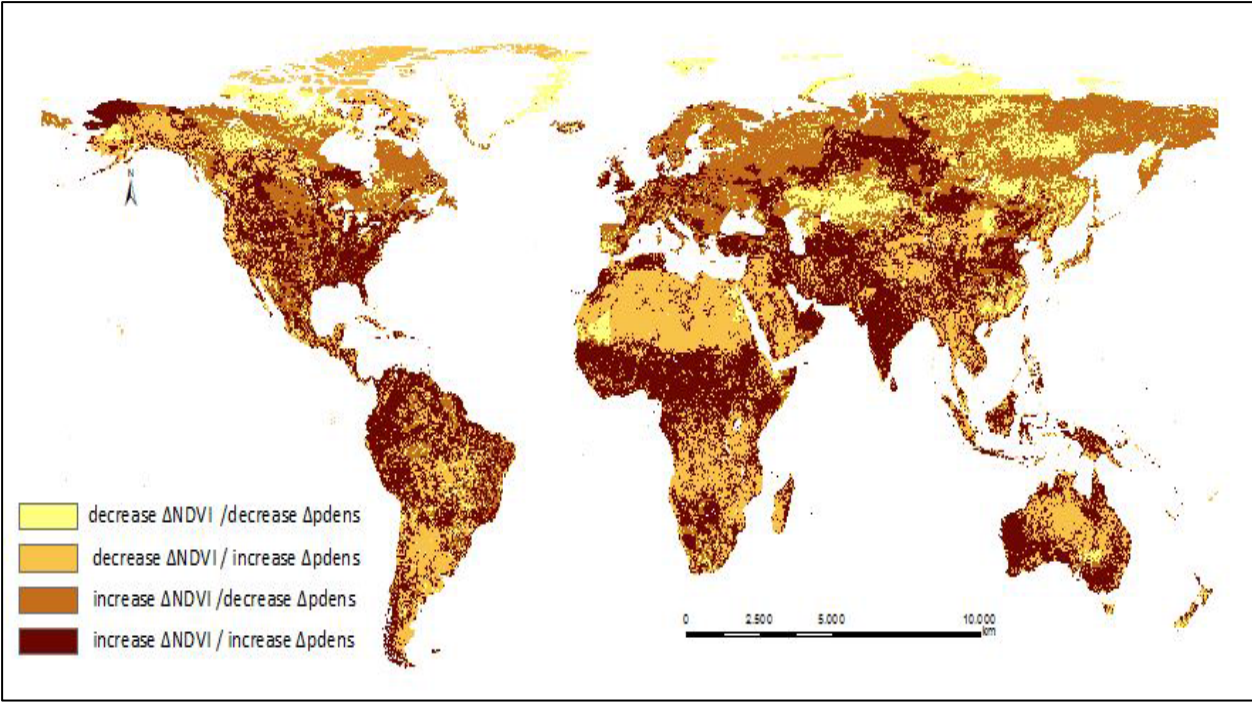 N
decrease ΔNDVI /decrease Δpdens
decrease ΔNDVI / increase Δpdens
increase ΔNDVI /decrease Δpdens
increase ΔNDVI / increase Δpdens
0 2.500 5.000 10.000
km